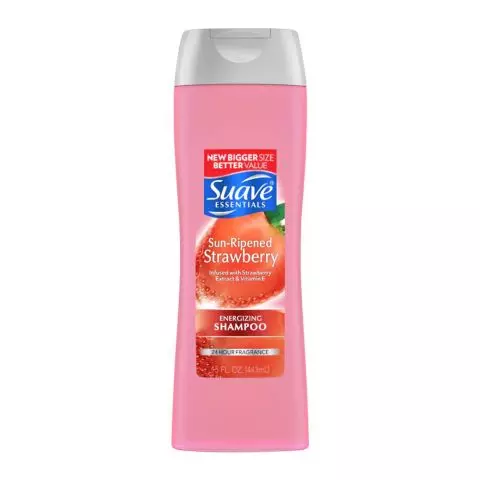 NEW BIGGER SIZE
BETTER VALUE
Suave
ESSENTIALS
Sun-Ripened
Strawberry
Infused with Strawberry
Extract & Vitamin E
ENERGIZING
SHAMPOO
24 HOUR FRAGRANCE
15 FL OZ (443mL)